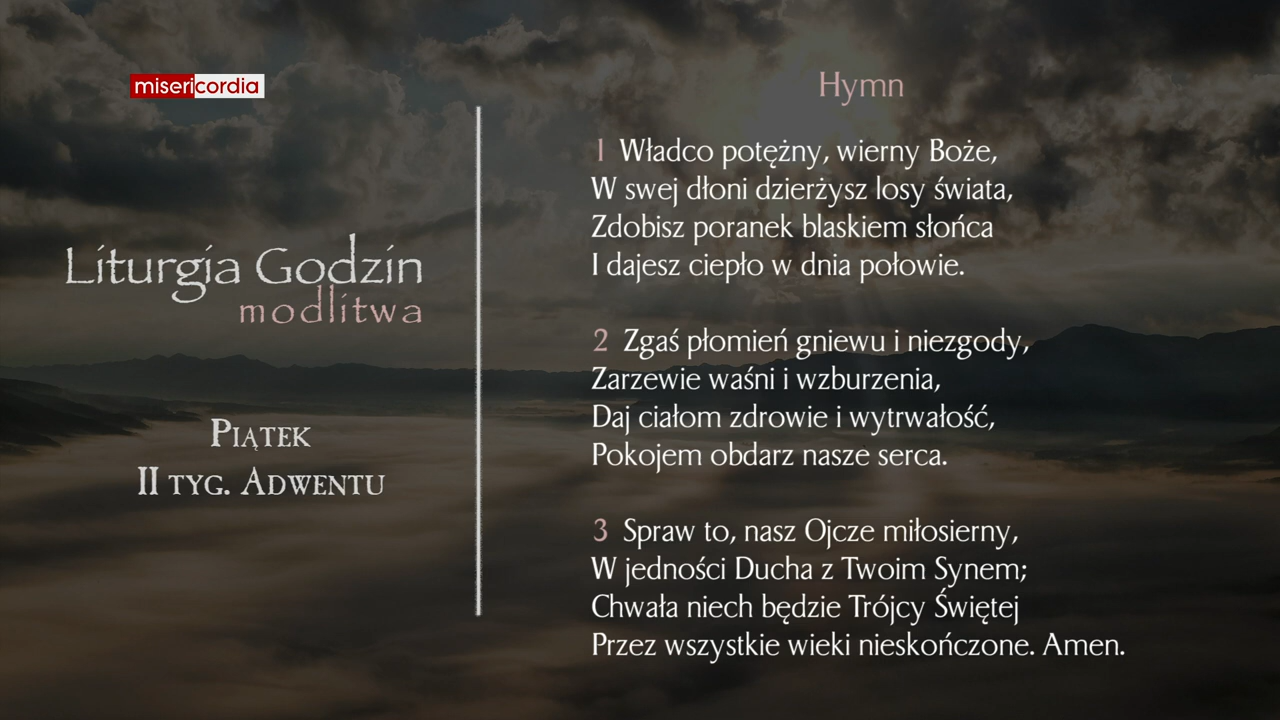 misericordia
Liturgia Godzin
modlitwa
Piątek
II tyg. Adwentu
Hymn
1 Władco potężny, wierny Boże,
W swej dłoni dzierżysz losy świata,
Zdobisz poranek blaskiem słońca
I dajesz ciepło w dnia połowie.
2 Zgaś płomień gniewu i niezgody,
Zarzewie waśni i wzburzenia,
Daj ciałom zdrowie i wytrwałość,
Pokojem obdarz nasze serca.
3 Spraw to, nasz Ojcze miłosierny,
W jedności Ducha z Twoim Synem;
Chwała niech będzie Trójcy Świętej
Przez wszystkie wieki nieskończone. Amen.